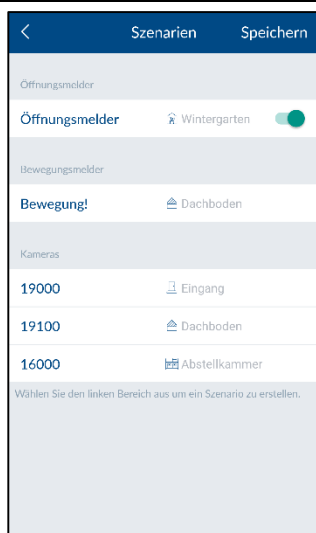 Szenarien Speichern
Öffnungsmelder
Öffnungsmelder Wintergarten
Bewegungsmelder
Bewegung! Dachboden
Kameras
19000 Eingang
19100 Dachboden
16000 Abstellkammer
Wählen Sie den linken Bereich aus um ein Szenario zu erstellen.